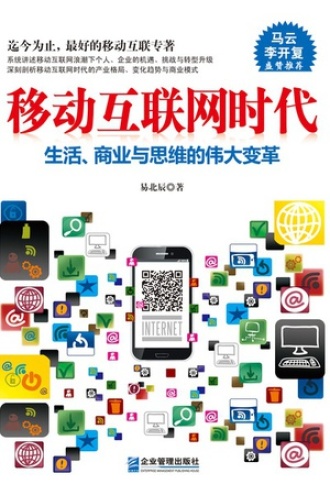 迄今为止，最好的移动互联专著
系统讲述移动互联网浪潮下个人、企业的机遇、挑战与转型升级
深刻剖析移动互联网时代的产业格局、变化趋势与商业模式
马云
李开复
盛赞推荐
移动互联网时代
生活、商业与思维的伟大变革
易北辰◎著
INTERNET
企业管理出版社
ENTERPRISE MANAGEMENT PUBLISHING HOUSE